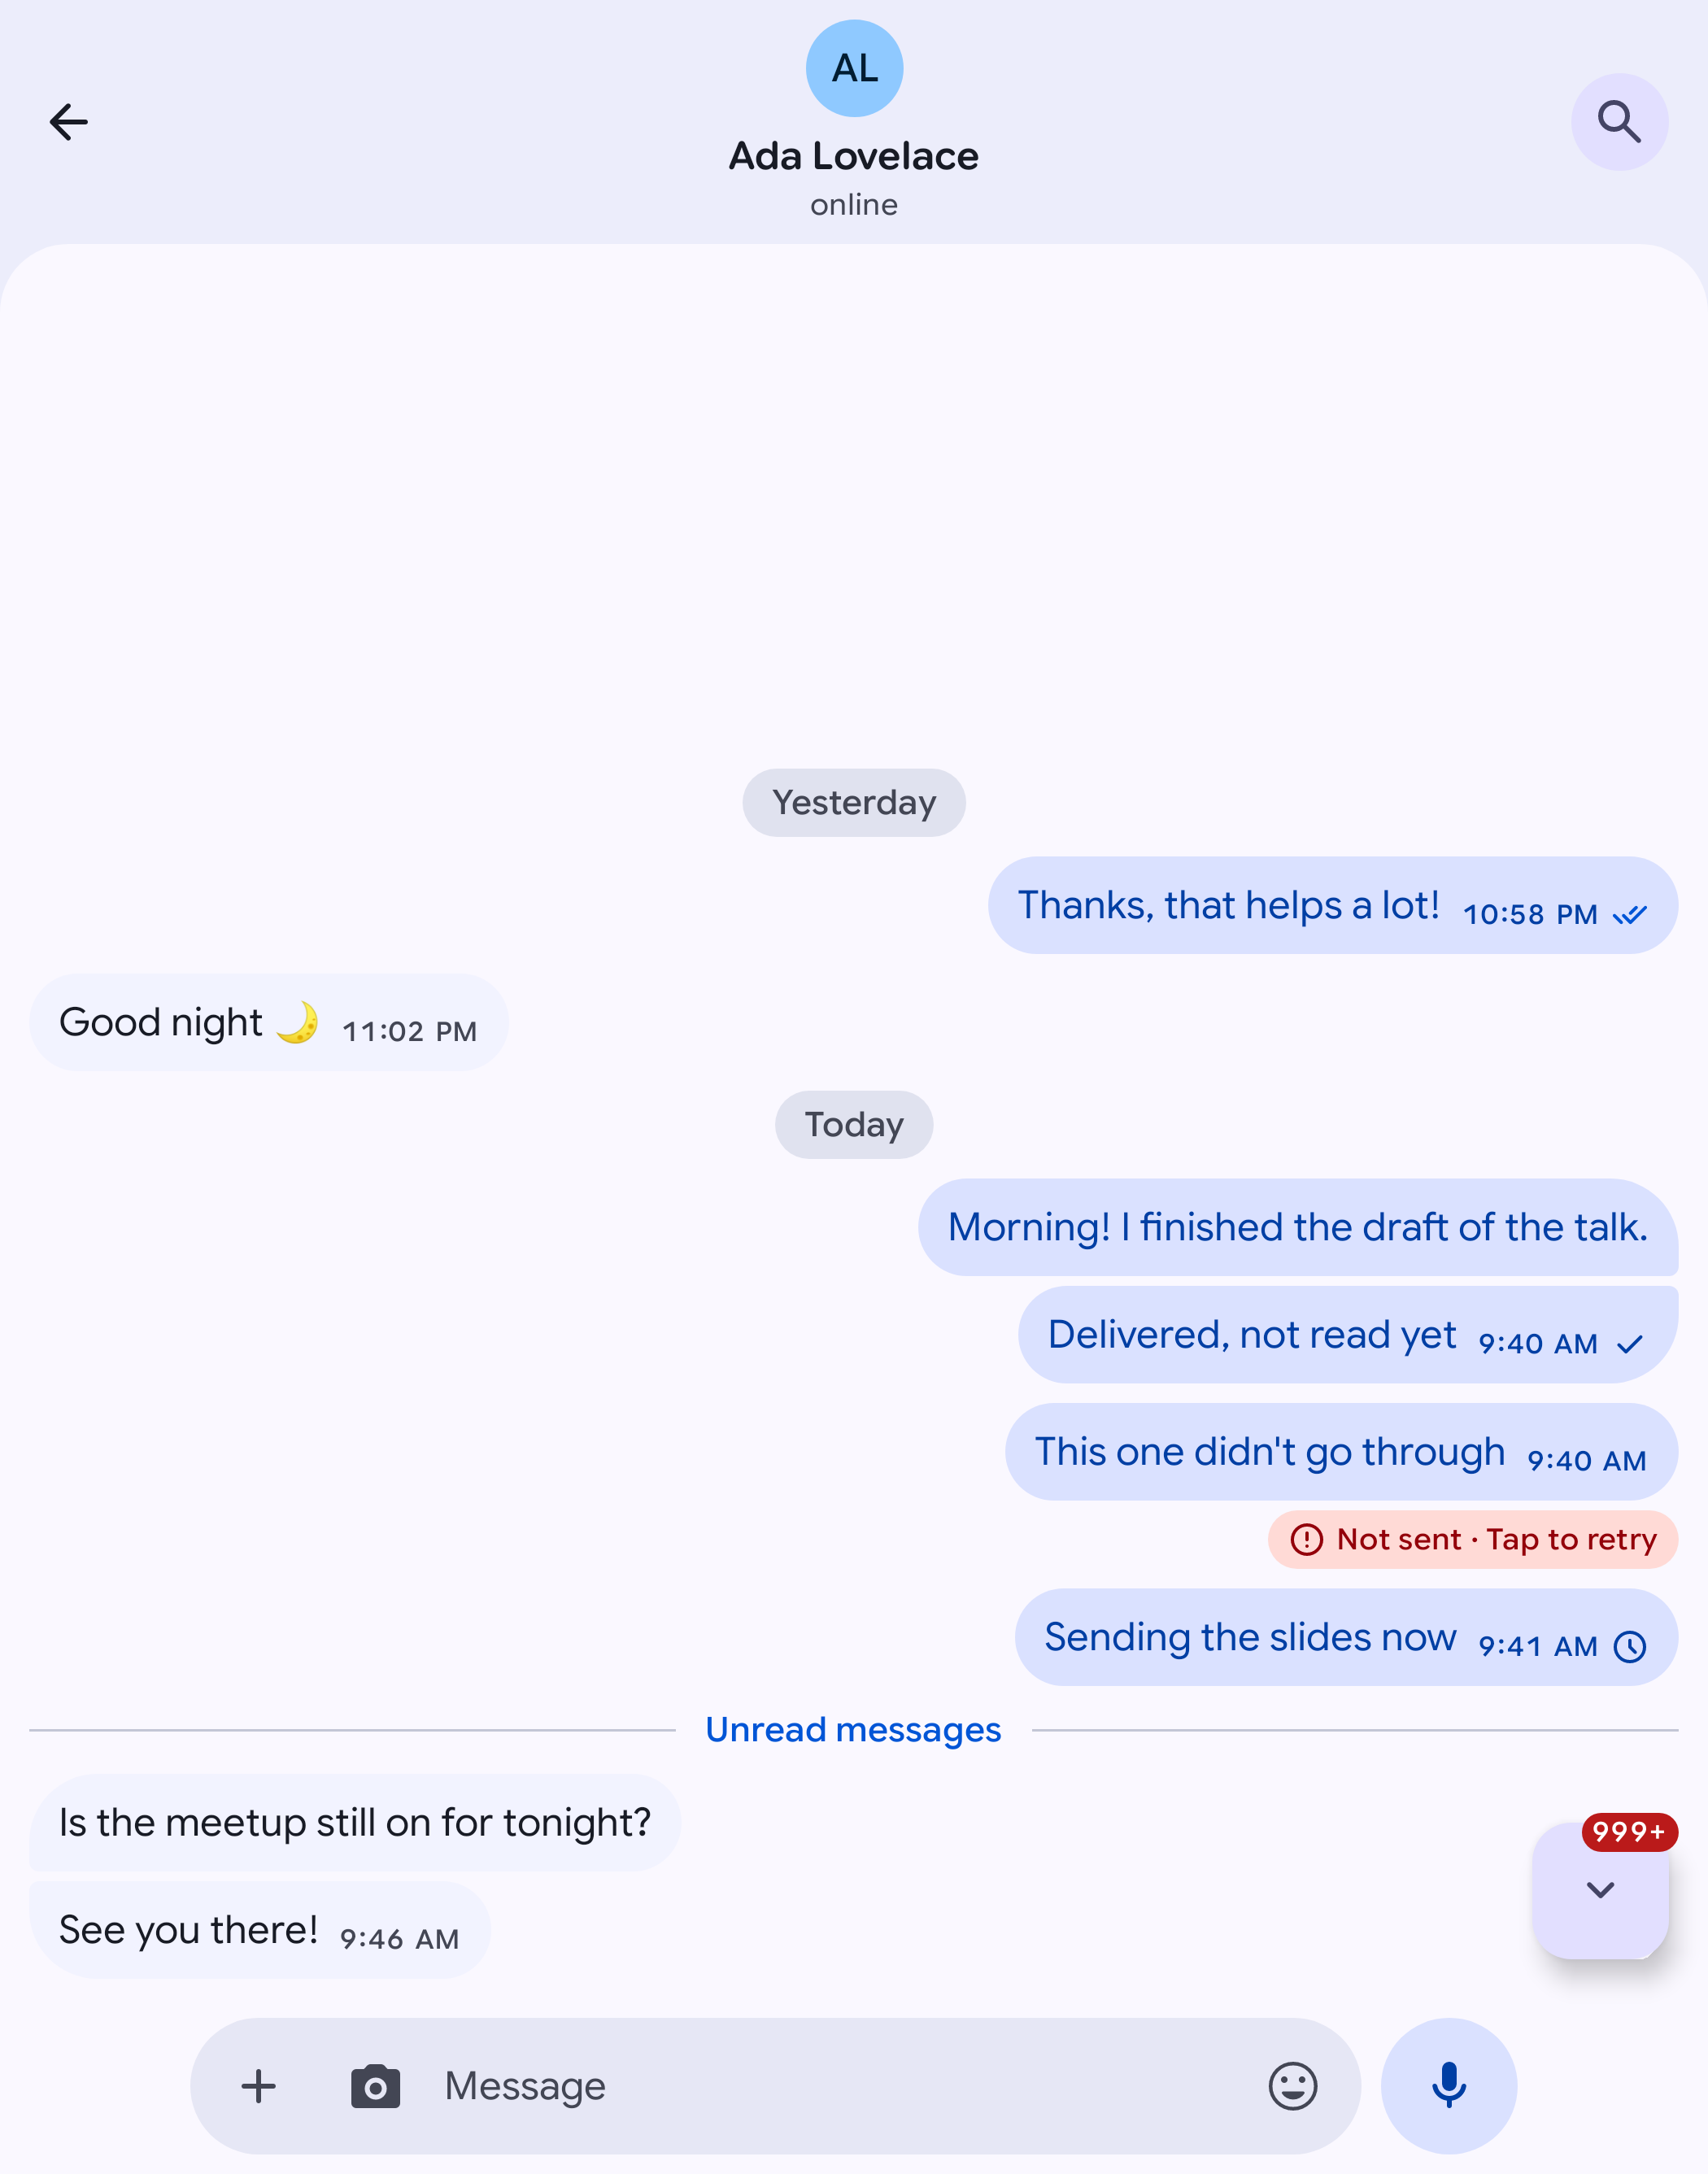 AL
Ada Lovelace
online
Yesterday
Thanks, that helps a lot! 10:58 PM
Good night 🌙 11:02 PM
Today
Morning! I finished the draft of the talk.
Delivered, not read yet 9:40 AM
This one didn't go through 9:40 AM
Not sent · Tap to retry
Sending the slides now 9:41 AM
Unread messages
Is the meetup still on for tonight?
999+
See you there! 9:46 AM
Message